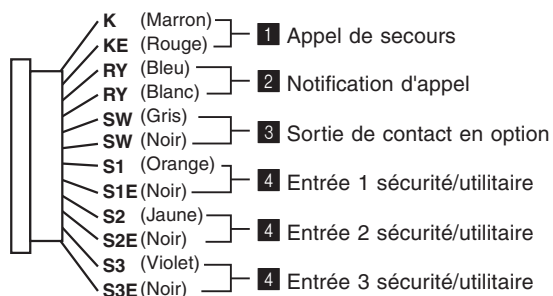 K (Marron)
KE (Rouge)
1 Appel de secours
RY (Bleu)
RY (Blanc)
2 Notification d'appel
SW (Gris)
SW (Noir)
3 Sortie de contact en option
S1 (Orange)
S1E (Noir)
4 Entrée 1 sécurité/utilitaire
S2 (Jaune)
S2E (Noir)
4 Entrée 2 sécurité/utilitaire
S3 (Violet)
S3E (Noir)
4 Entrée 3 sécurité/utilitaire